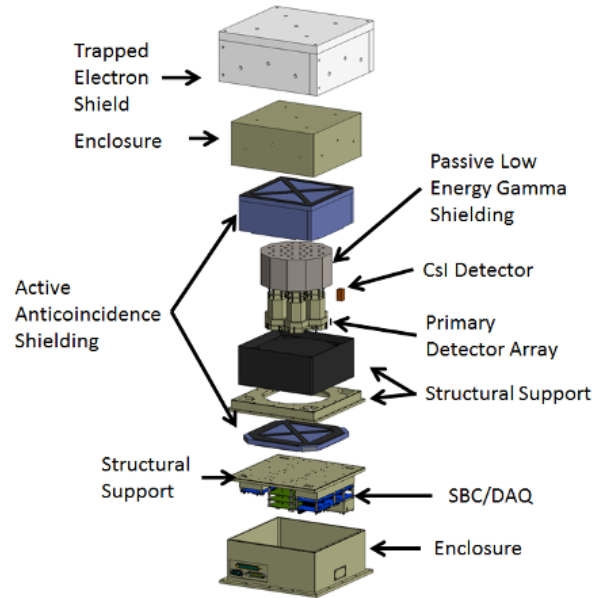 Trapped
Electron
Shield
Enclosure
Passive Low
Energy Gamma
Shielding
CsI Detector
Active
Anticoincidence
Shielding
Primary
Detector Array
Structural Support
Structural
Support
SBC/DAQ
Enclosure